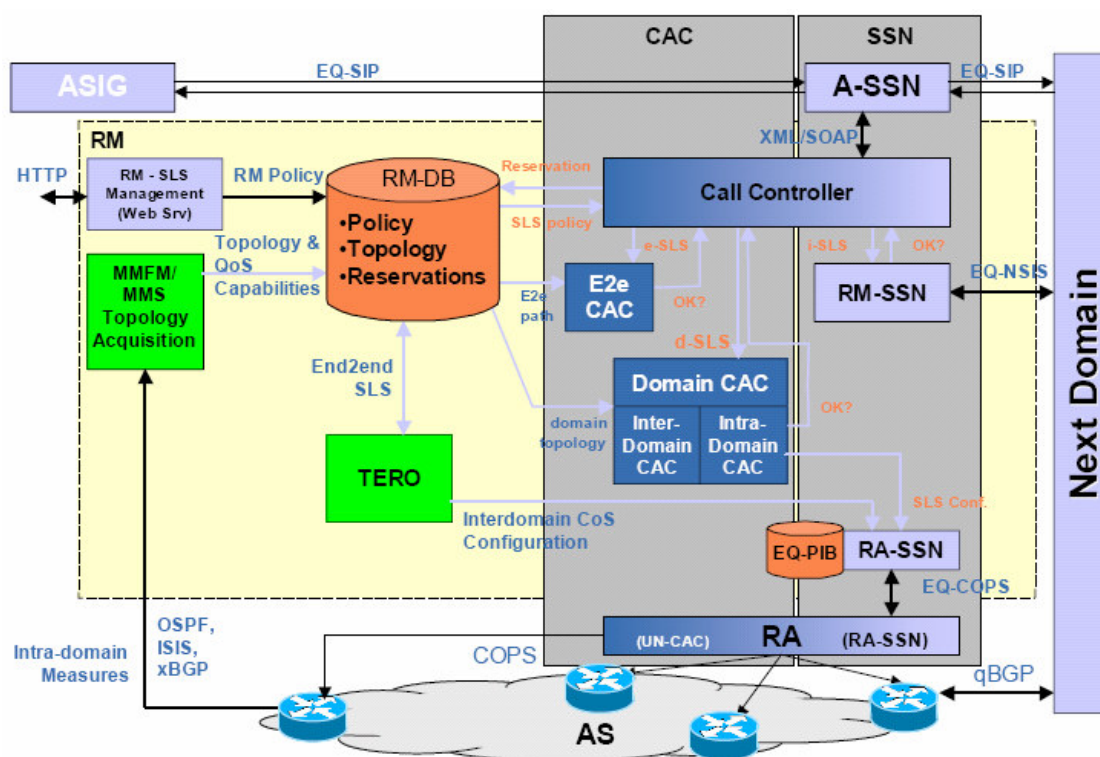 CAC
SSN
ASIG
EQ-SIP
A-SSN
EQ-SIP
XML/SOAP
RM
HTTP
RM - SLS
Management
(Web Srv)
RM Policy
RM-DB
•Policy
•Topology
•Reservations
Reservation
SLS policy
Call Controller
Topology &
QoS
Capabilities
MMFM/
MMS
Topology
Acquisition
e-SLS
i-SLS
OK?
E2e
path
E2e
CAC
OK?
RM-SSN
EQ-NSIS
Next Domain
End2end
SLS
d-SLS
Domain CAC
Inter-
Domain
CAC
Intra-
Domain
CAC
OK?
domain
topology
TERO
Interdomain CoS
Configuration
SLS Conf.
EQ-PIB
RA-SSN
EQ-COPS
(UN-CAC)
RA
(RA-SSN)
Intra-domain
Measures
OSPF,
ISIS,
xBGP
COPS
qBGP
AS